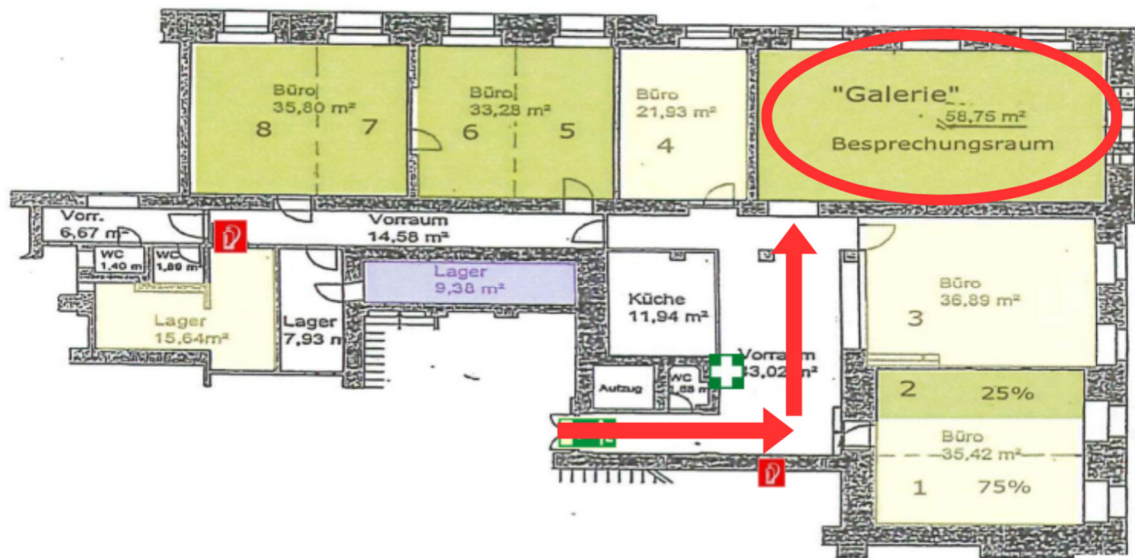 Büro
35,80 m²
8
7
Büro
33,28 m²
6
5
Büro
21,93 m²
4
"Galerie"
58,75 m²
Besprechungsraum
Vorr.
6,67 m²
Vorraum
14,58 m²
WC
1,40 m
WC
1,89 m²
Lager
9,38 m²
Lager
15,64m²
Lager
7,93 m
Küche
11,94 m²
Büro
36,89 m²
3
Vorraum
Aufzug
WC
2
25%
Büro
35,42 m²
1
75%